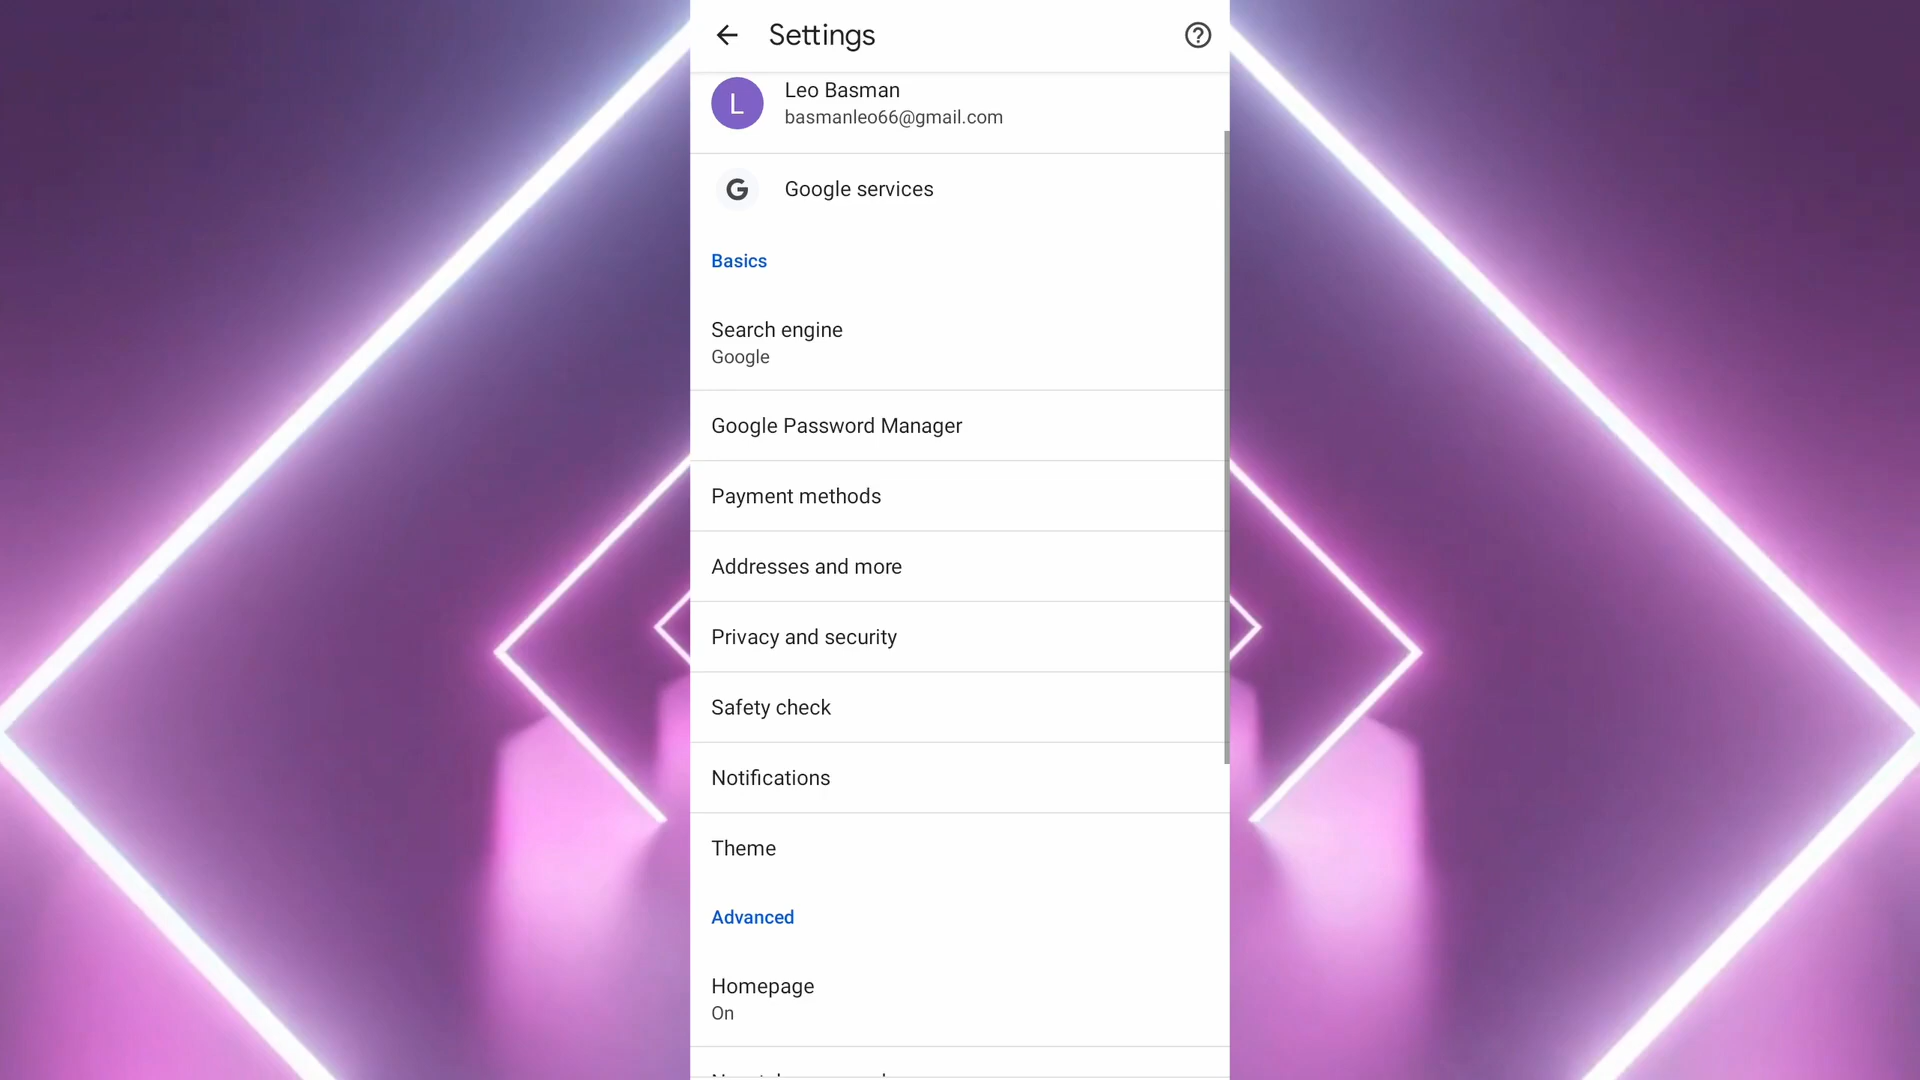 Settings
L
Leo Basman
basmanleo66@gmail.com
G
Google services
Basics
Search engine
Google
Google Password Manager
Payment methods
Addresses and more
Privacy and security
Safety check
Notifications
Theme
Advanced
Homepage
On